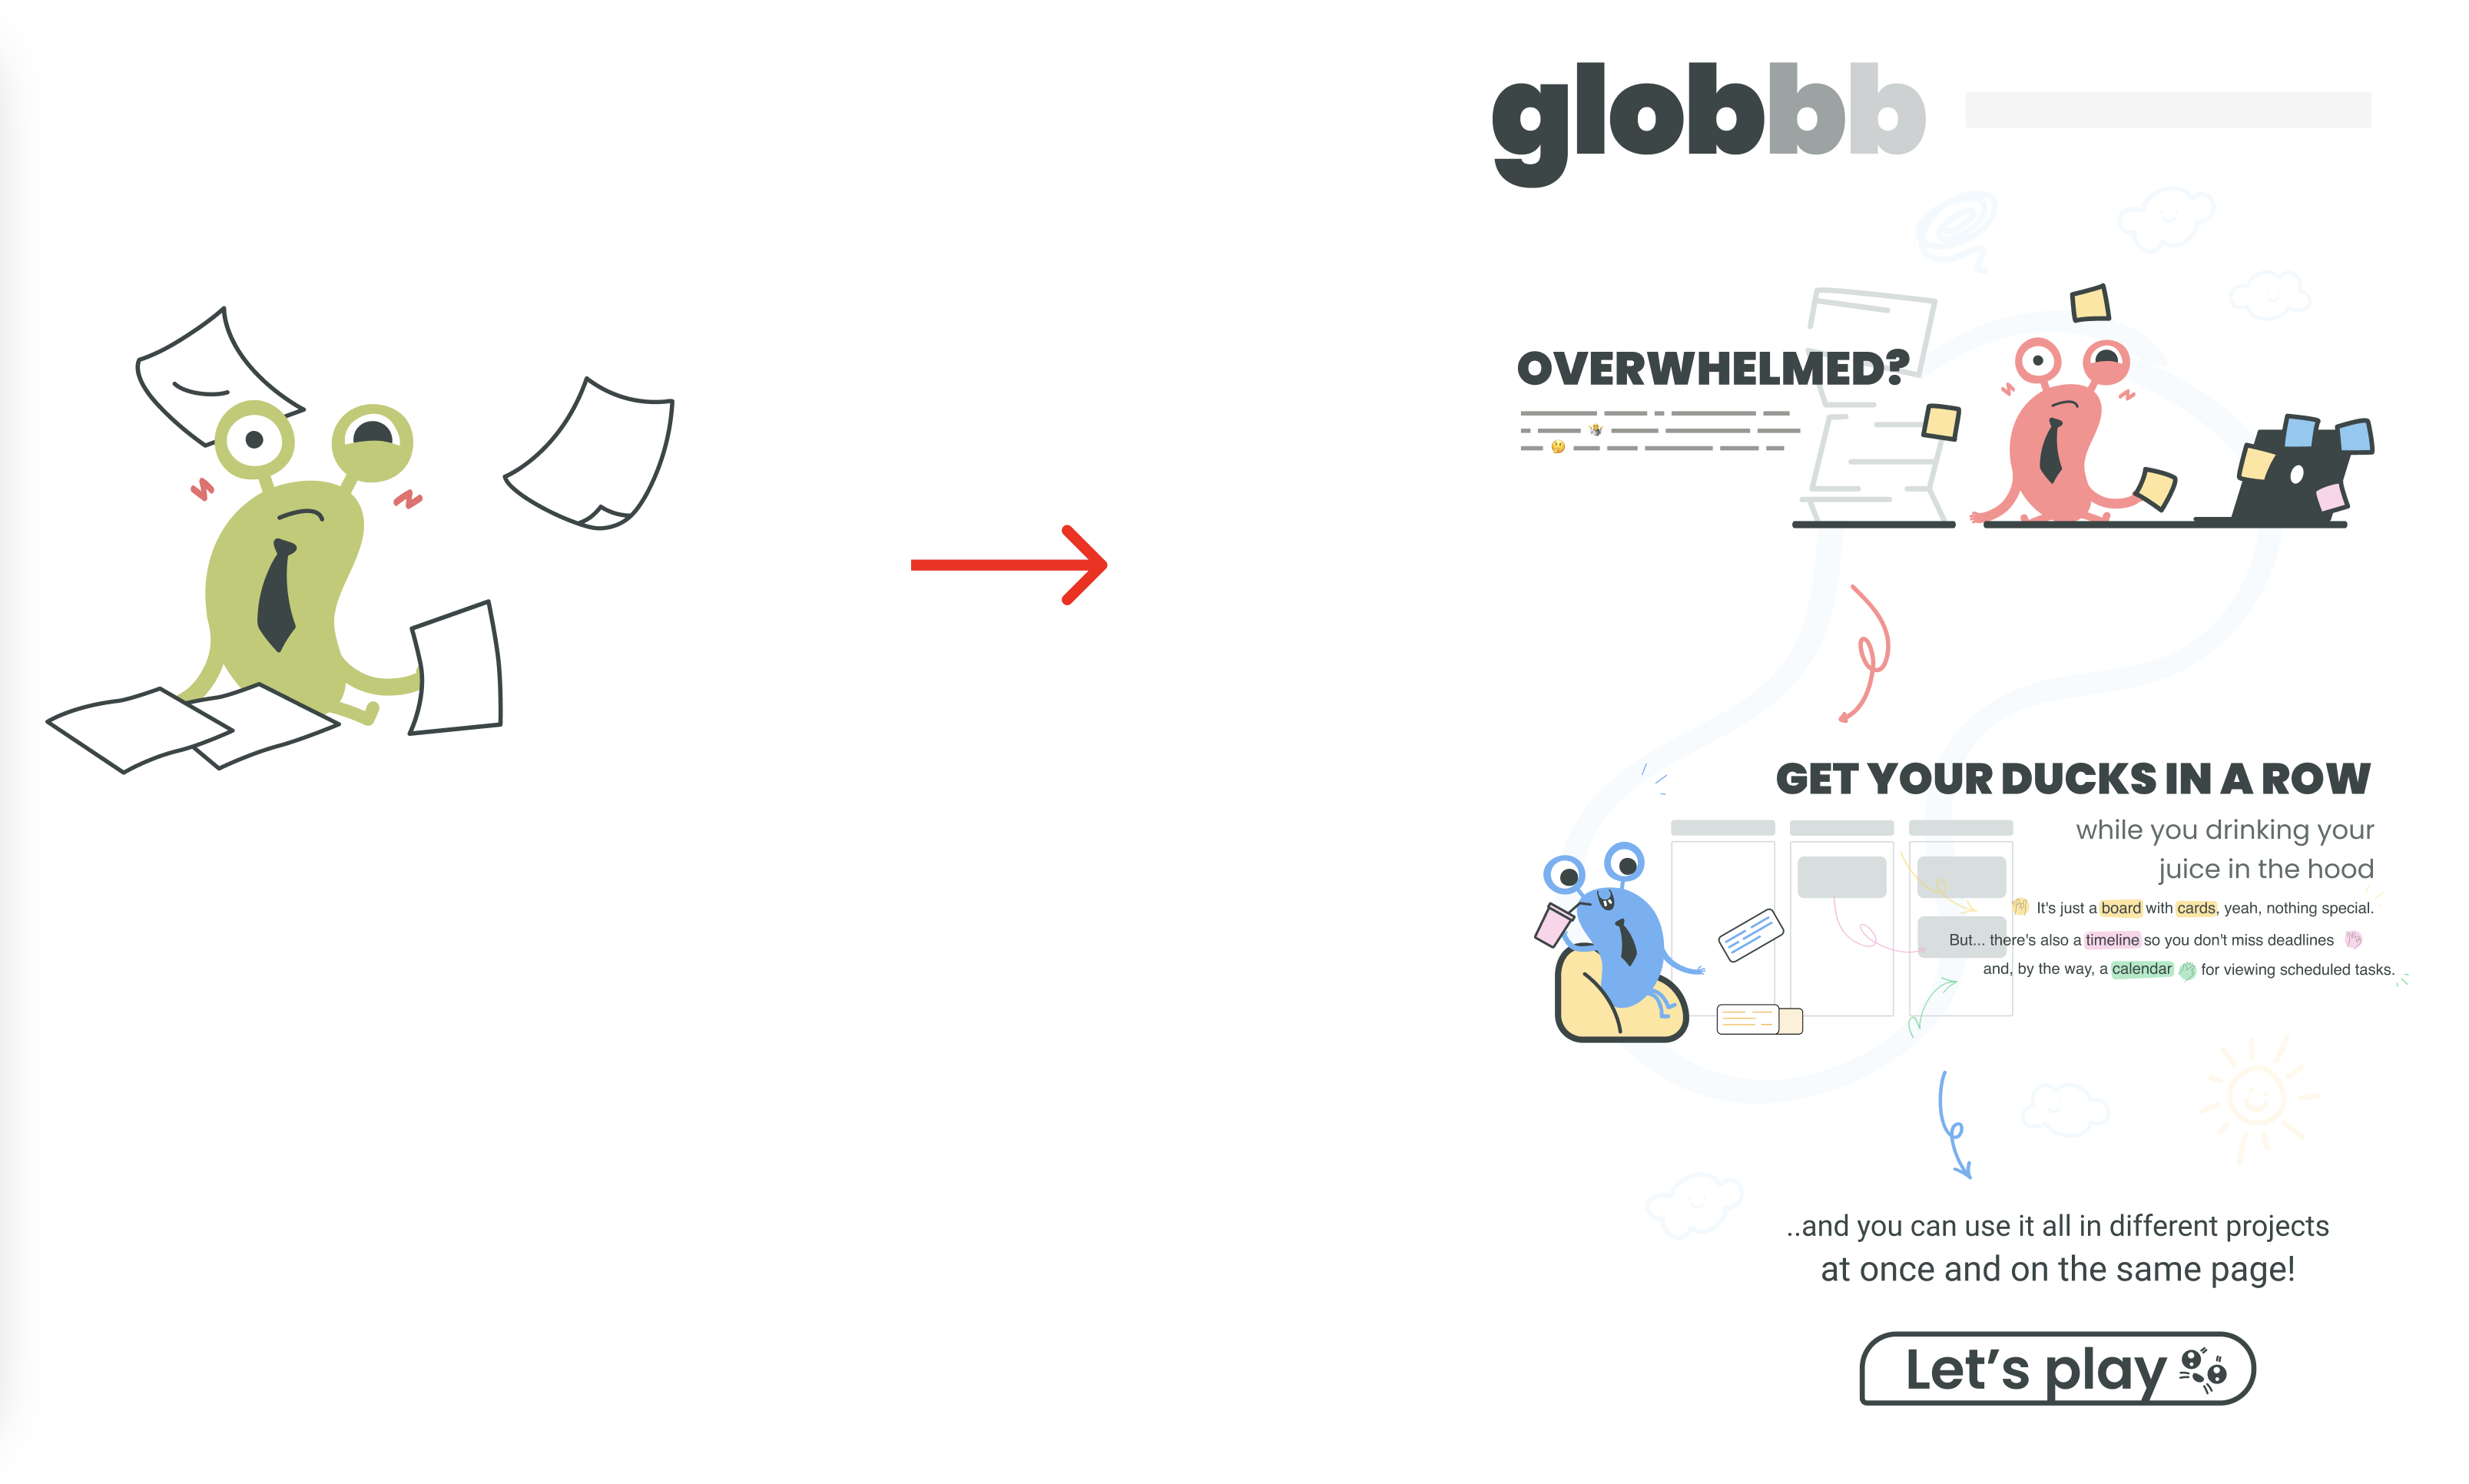 globbb
OVERWHELMED?
GET YOUR DUCKS IN A ROW
while you drinking your
juice in the hood
It's just a board with cards, yeah, nothing special.
But... there's also a timeline so you don't miss deadlines
and, by the way, a calendar for viewing scheduled tasks.
..and you can use it all in different projects
at once and on the same page!
Let's play